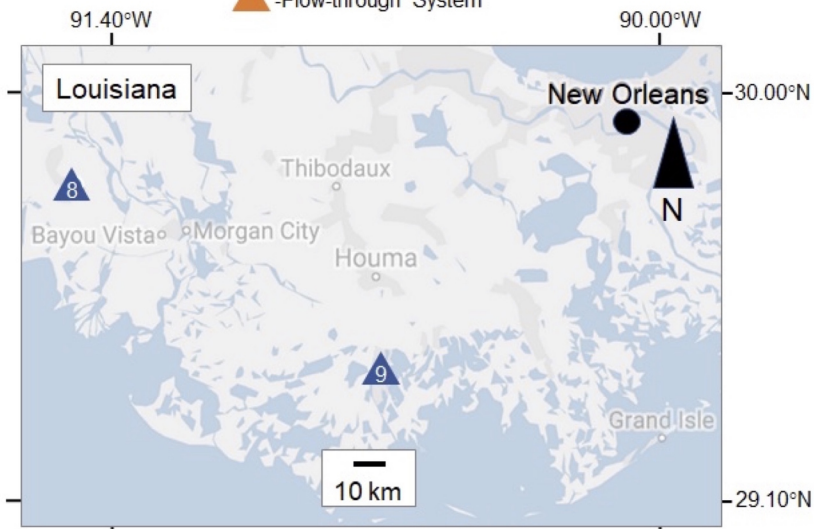 -Flow-through System
91.40°W
90.00°W
Louisiana
New Orleans
30.00°N
Thibodaux
8
N
Bayou Vista
Morgan City
Houma
9
Grand Isle
10 km
29.10°N